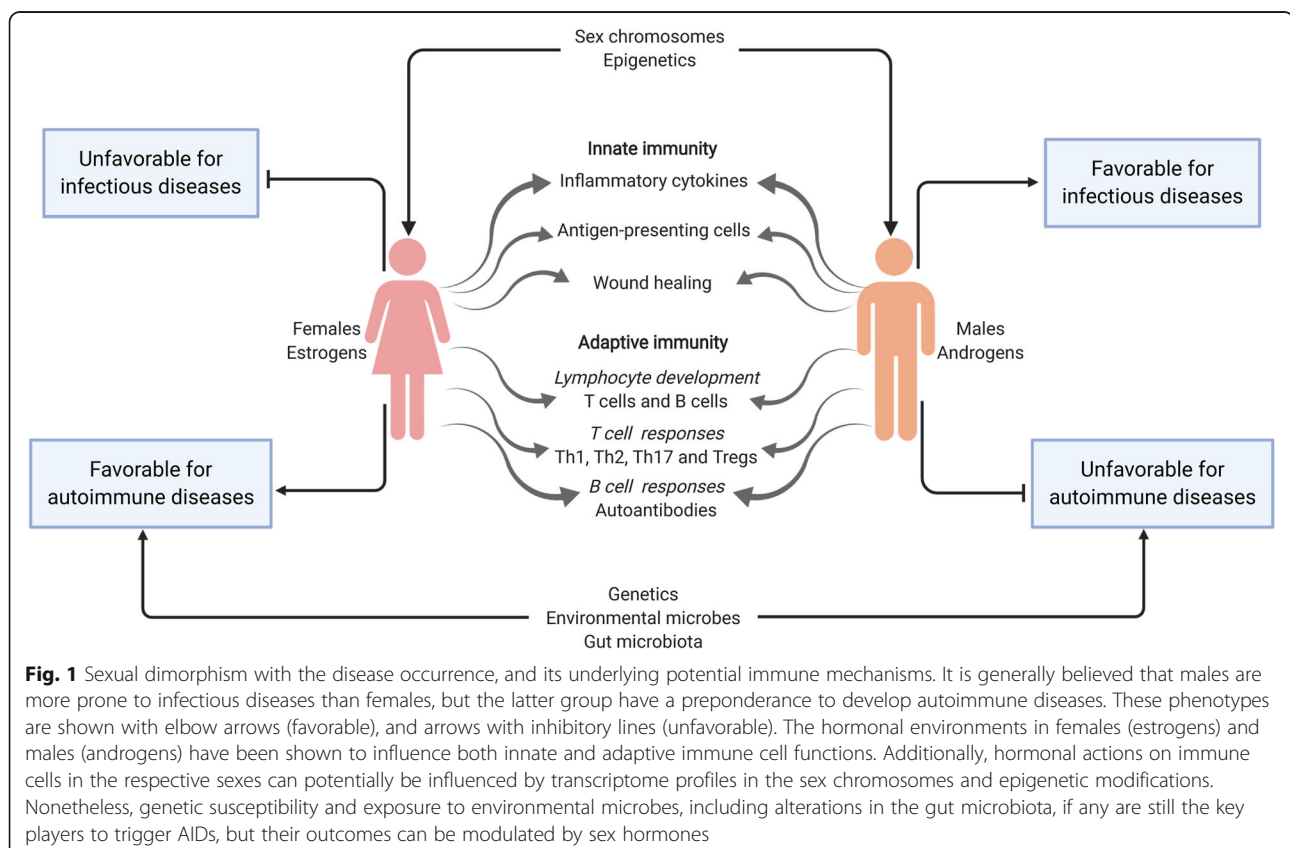 Sex chromosomes
Epigenetics
Unfavorable for
infectious diseases
Innate immunity
Inflammatory cytokines
Antigen-presenting cells
Wound healing
Favorable for
infectious diseases
Females
Estrogens
Males
Androgens
Adaptive immunity
Lymphocyte development
T cells and B cells
T cell responses
Th1, Th2, Th17 and Tregs
B cell responses
Autoantibodies
Favorable for
autoimmune diseases
Unfavorable for
autoimmune diseases
Genetics
Environmental microbes
Gut microbiota
Fig. 1 Sexual dimorphism with the disease occurrence, and its underlying potential immune mechanisms. It is generally believed that males are
more prone to infectious diseases than females, but the latter group have a preponderance to develop autoimmune diseases. These phenotypes
are shown with elbow arrows (favorable), and arrows with inhibitory lines (unfavorable). The hormonal environments in females (estrogens) and
males (androgens) have been shown to influence both innate and adaptive immune cell functions. Additionally, hormonal actions on immune
cells in the respective sexes can potentially be influenced by transcriptome profiles in the sex chromosomes and epigenetic modifications.
Nonetheless, genetic susceptibility and exposure to environmental microbes, including alterations in the gut microbiota, if any are still the key
players to trigger AIDs, but their outcomes can be modulated by sex hormones